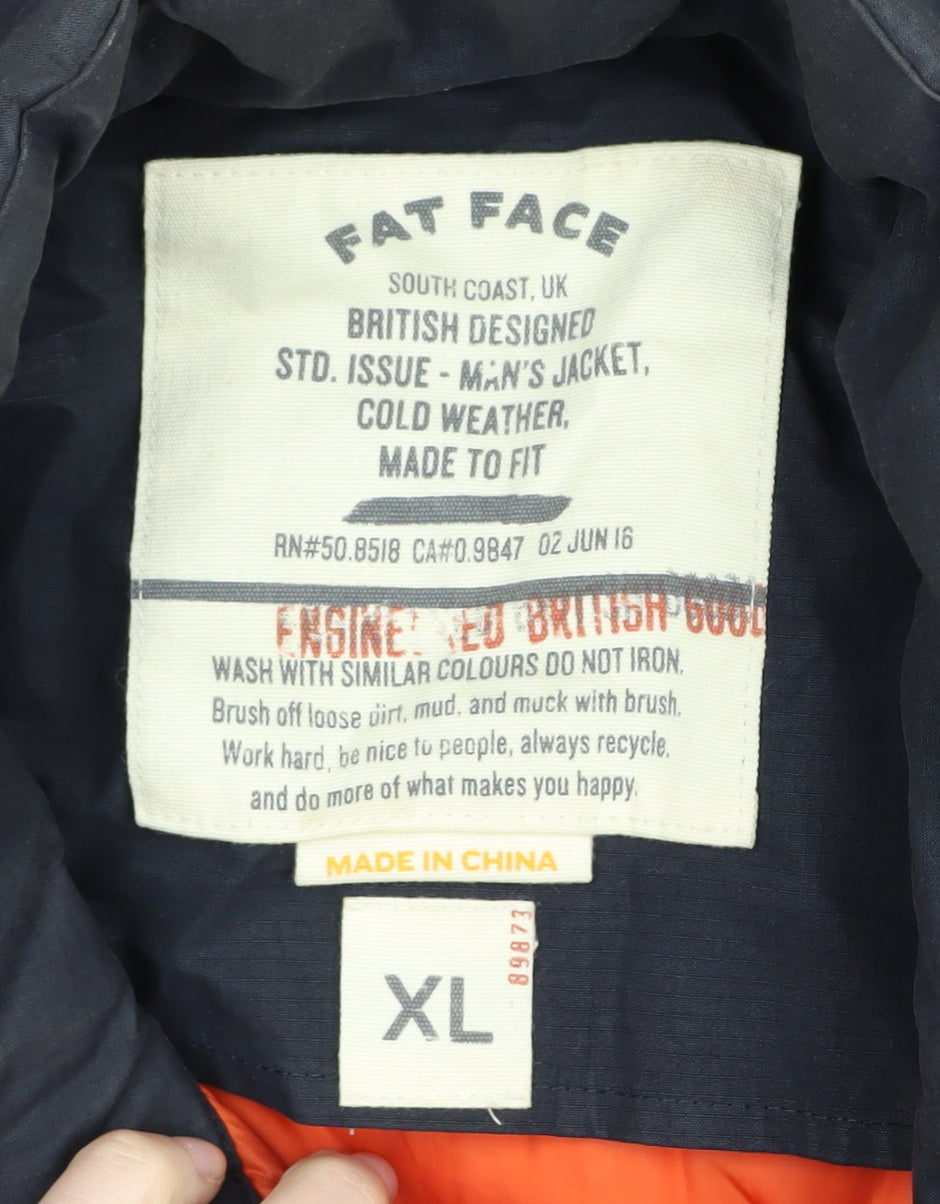 FAT FACE
SOUTH COAST, UK
BRITISH DESIGNED
STD. ISSUE - MAN'S JACKET,
COLD WEATHER,
MADE TO FIT
RN#50.8518 CA#0.9847 02 JUN 16
BRITISH
WASH WITH SIMILAR COLOURS DO NOT IRON.
Brush off loose dirt, mud, and muck with brush.
Work hard, be nice to people, always recycle,
and do more of what makes you happy.
MADE IN CHINA
XL
89873